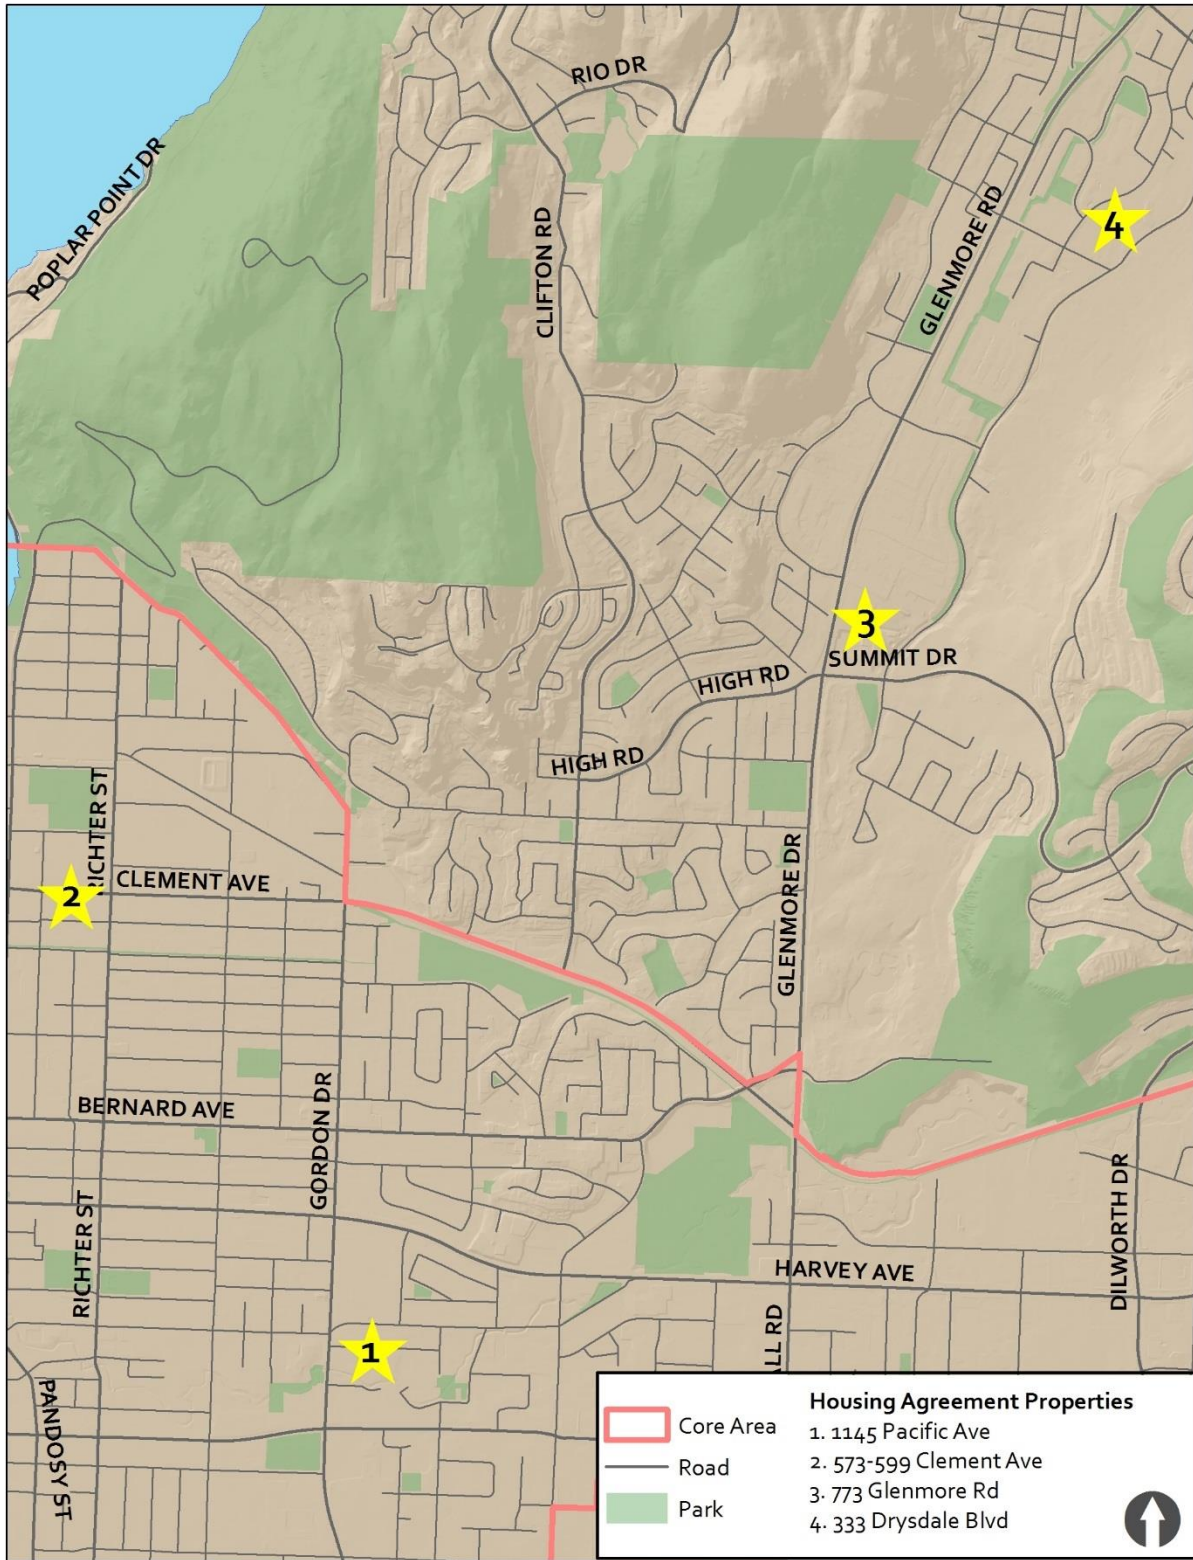 RIO DR
POPLAR POINT DR
CLIFTON RD
GLENMORE RD
4
3
SUMMIT DR
HIGH RD
HIGH RD
RICHTER ST
CLEMENT AVE
2
GLENMORE DR
BERNARD AVE
GORDON DR
RICHTER ST
HARVEY AVE
DILWORTH DR
1
ALL RD
PANDOSY ST
Core Area
Road
Park
Housing Agreement Properties
1. 1145 Pacific Ave
2. 573-599 Clement Ave
3. 773 Glenmore Rd
4. 333 Drysdale Blvd